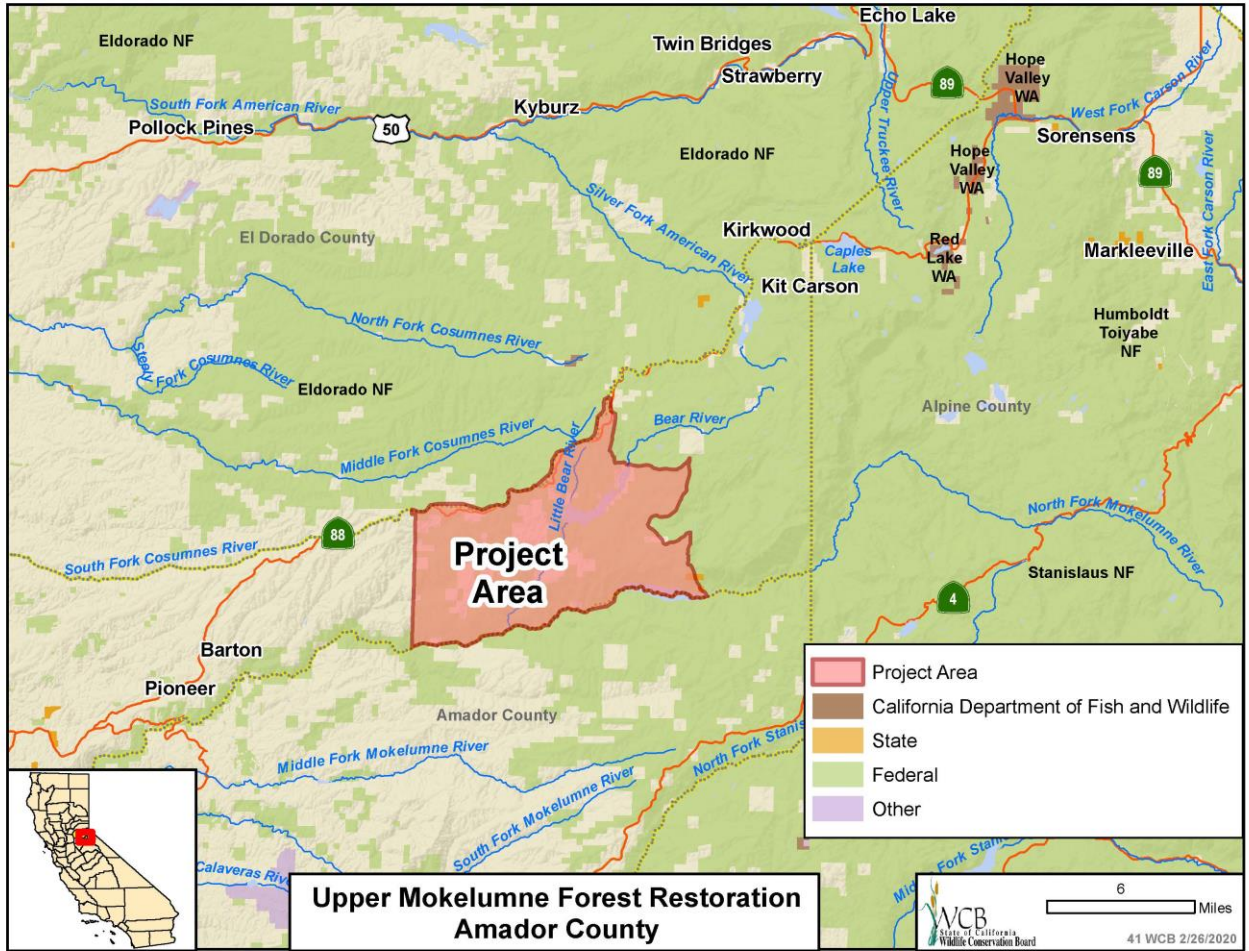 Echo Lake
Eldorado NF
Twin Bridges
Strawberry
Hope
Valley
WA
89
South Fork American River
Pollock Pines
50
Kyburz
Upper Truckee River
West Fork Carson River
Sorensens
Eldorado NF
Hope
Valley
WA
89
East Fork Carson River
Silver Fork American River
El Dorado County
Kirkwood
Caples
Lake
Red
Lake
WA
Markleeville
Kit Carson
Humboldt
Toiyabe
NF
North Fork Cosumnes River
Steely Fork Cosumnes River
Eldorado NF
Alpine County
Bear River
Middle Fork Cosumnes River
Little Bear River
North Fork Mokelumne River
88
South Fork Cosumnes River
Project
Area
Stanislaus NF
4
Barton
Pioneer
Amador County
Middle Fork Mokelumne River
North Fork Stanis
South Fork Mokelumne River
Calaveras Rive
Project Area
California Department of Fish and Wildlife
State
Federal
Other
Fork Stani
Upper Mokelumne Forest Restoration
Amador County
WCB
State of California
Wildlife Conservation Board
6
Miles
41 WCB 2/26/2020